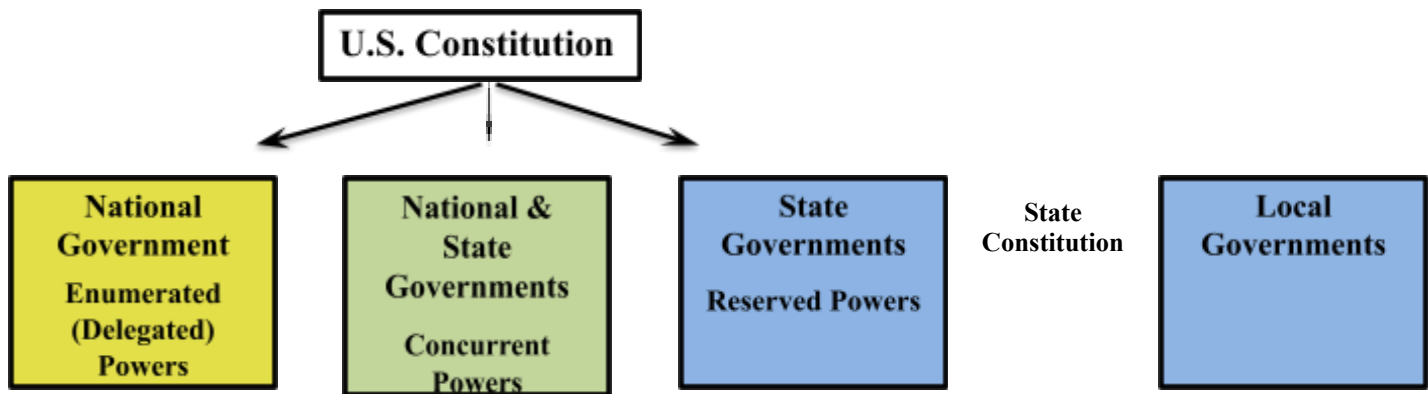 U.S. Constitution
National
Government
Enumerated
(Delegated)
Powers
National &
State
Governments
Concurrent
Powers
State
Governments
Reserved Powers
State
Constitution
Local
Governments